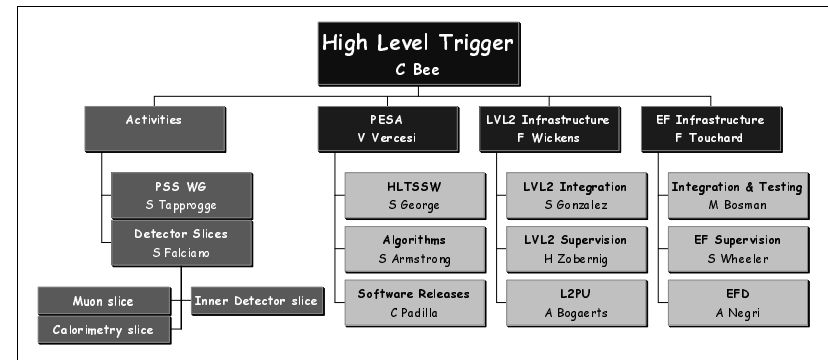 High Level Trigger
C Bee
Activities
PESA
V Vercesi
LVL2 Infrastructure
F Wickens
EF Infrastructure
F Touchard
PSS WG
S Tapprogge
HLTSSW
S George
LVL2 Integration
S Gonzalez
Integration & Testing
M Bosman
Detector Slices
S Falciano
Algorithms
S Armstrong
LVL2 Supervision
H Zobernig
EF Supervision
S Wheeler
Muon slice
Inner Detector slice
Calorimetry slice
Software Releases
C Padilla
L2PU
A Bogaerts
EFD
A Negri